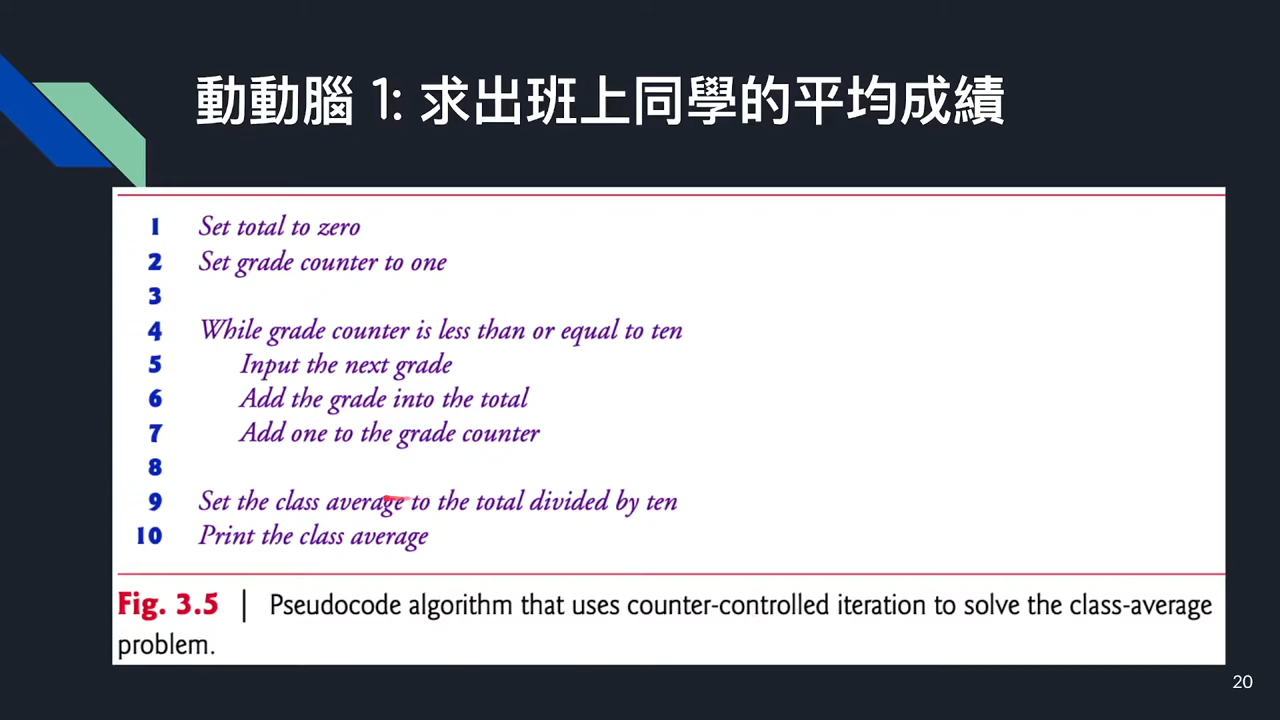 動動腦 1: 求出班上同學的平均成績
1 Set total to zero
2 Set grade counter to one
3
4 While grade counter is less than or equal to ten
5 Input the next grade
6 Add the grade into the total
7 Add one to the grade counter
8
9 Set the class average to the total divided by ten
10 Print the class average
Fig. 3.5 | Pseudocode algorithm that uses counter-controlled iteration to solve the class-average
problem.
20